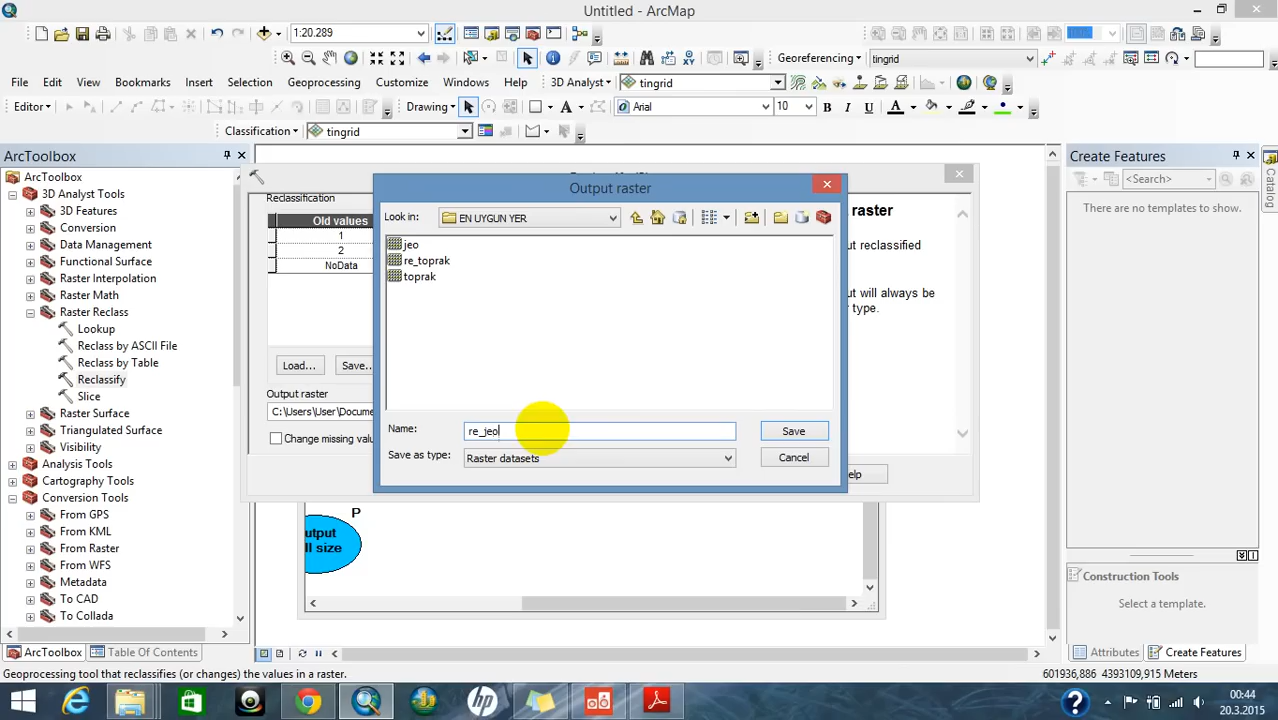 Untitled - ArcMap
1:20.289
Georeferencing
tingrid
File Edit View Bookmarks Insert Selection Geoprocessing Customize Windows Help 3D Analyst tingrid
Editor Drawing Arial 10 B I U A
Classification tingrid
ArcToolbox
ArcToolbox
3D Analyst Tools
3D Features
Conversion
Data Management
Functional Surface
Raster Interpolation
Raster Math
Raster Reclass
Lookup
Reclass by ASCII File
Reclass by Table
Reclassify
Slice
Raster Surface
Triangulated Surface
Visibility
Analysis Tools
Cartography Tools
Conversion Tools
From GPS
From KML
From Raster
From WFS
Metadata
To CAD
To Collada
ArcToolbox Table Of Contents
Reclassification
Old values
1
2
NoData
Load... Save..
Output raster
C:\Users\User\Docume
Change missing valu
raster
ut reclassified
ut will always be
r type.
elp
Output raster
Look in: EN UYGUN YER
jeo
re_toprak
toprak
Name: re_jeo
Save
Save as type: Raster datasets
Cancel
P
utput
ll size
Create Features
<Search>
There are no templates to show.
Construction Tools
Select a template.
Attributes Create Features
Catalog
Geoprocessing tool that reclassifies (or changes) the values in a raster.
601936,886 4393109,915 Meters
00:44
20.3.2015